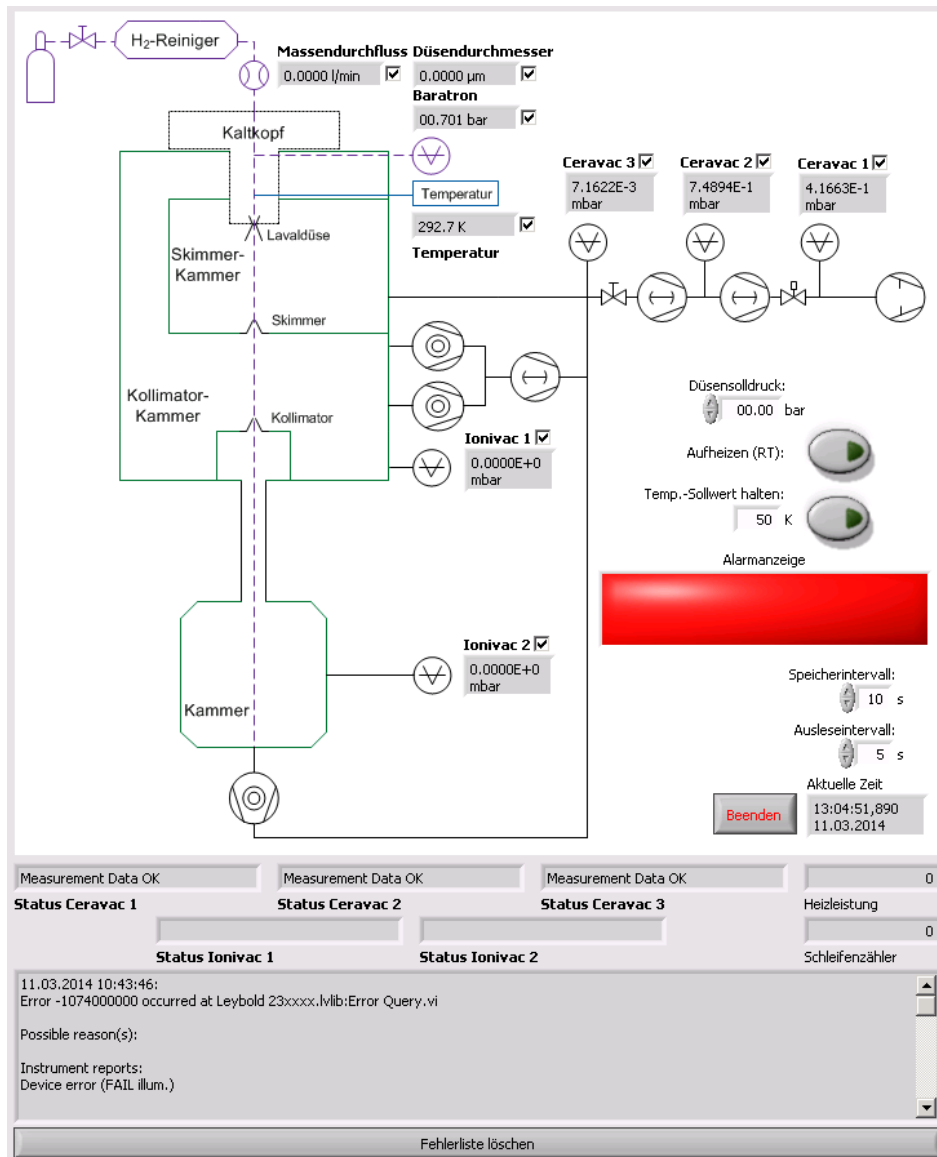 H₂-Reiniger
Massendurchfluss Düsendurchmesser
0.0000 l/min 0.0000 µm
Baratron
00.701 bar
Kaltkopf
Ceravac 3 Ceravac 2 Ceravac 1
7.1622E-3 mbar
7.4894E-1 mbar
4.1663E-1 mbar
Temperatur
292.7 K
Temperatur
Lavaldüse
Skimmer-
Kammer
Skimmer
Kollimator-
Kammer
Kollimator
Düsensolldruck:
00.00 bar
Ionivac 1
0.0000E+0
mbar
Aufheizen (RT):
Temp.-Sollwert halten:
50 K
Alarmanzeige
Ionivac 2
0.0000E+0
mbar
Kammer
Speicherintervall:
10 s
Ausleseintervall:
5 s
Aktuelle Zeit
Beenden
13:04:51,890
11.03.2014
Measurement Data OK Measurement Data OK Measurement Data OK 0
Status Ceravac 1 Status Ceravac 2 Status Ceravac 3 Heizleistung
0
Status Ionivac 1 Status Ionivac 2 Schleifenzähler
11.03.2014 10:43:46:
Error -1074000000 occurred at Leybold 23xxxx.lvlib:Error Query.vi
Possible reason(s):
Instrument reports:
Device error (FAIL illum.)
Fehlerliste löschen